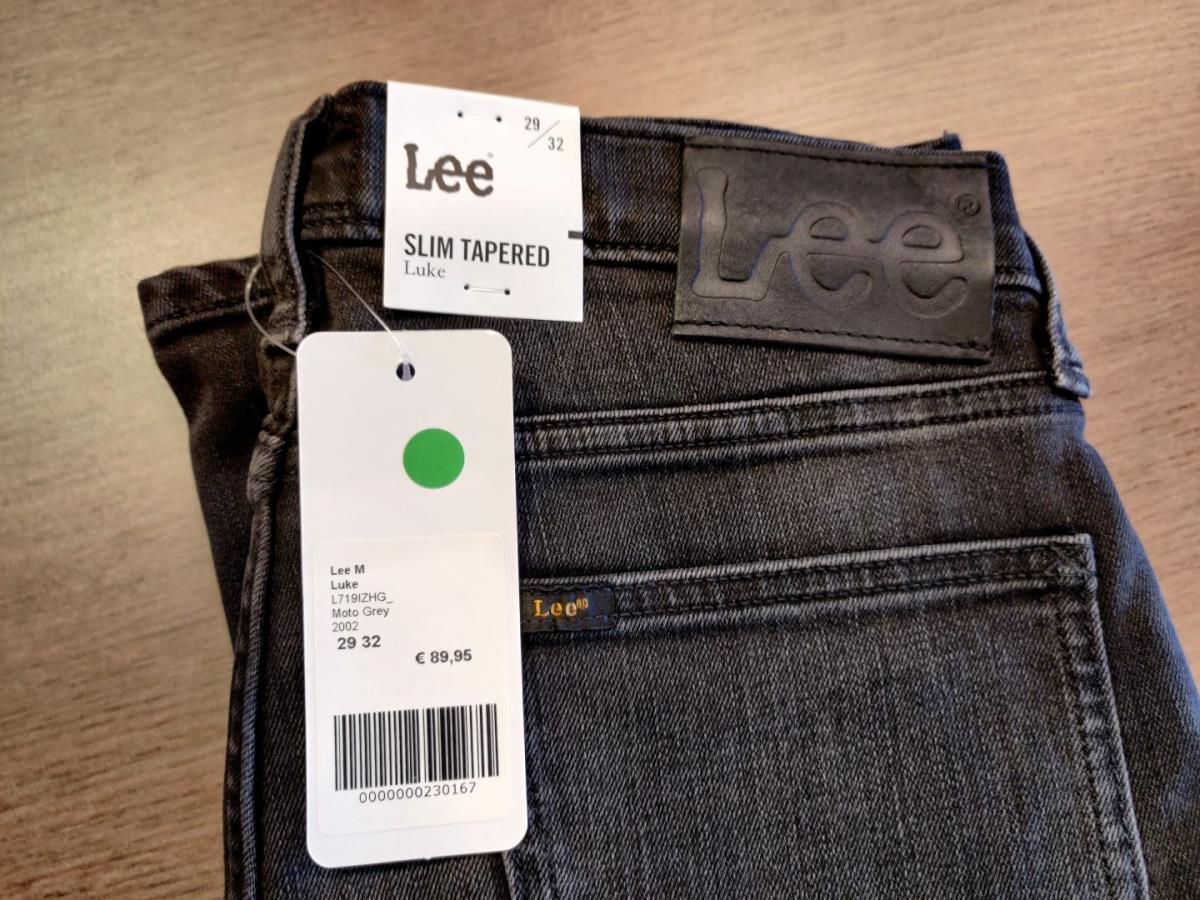 29/32
Lee®
SLIM TAPERED
Luke
Lee®
Lee M
Luke
L719IZHG_
Moto Grey
2002
29 32
€ 89,95
0000000230167
Lee®